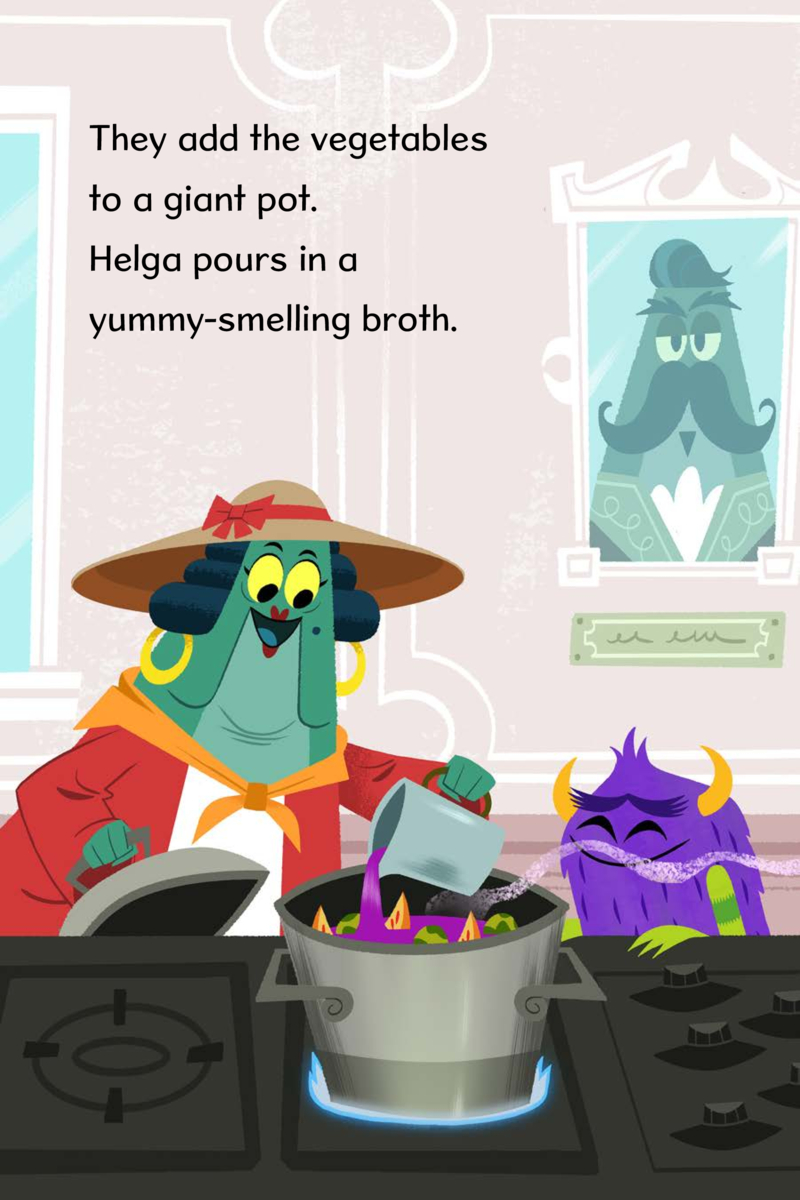 They add the vegetables
to a giant pot.
Helga pours in a
yummy-smelling broth.